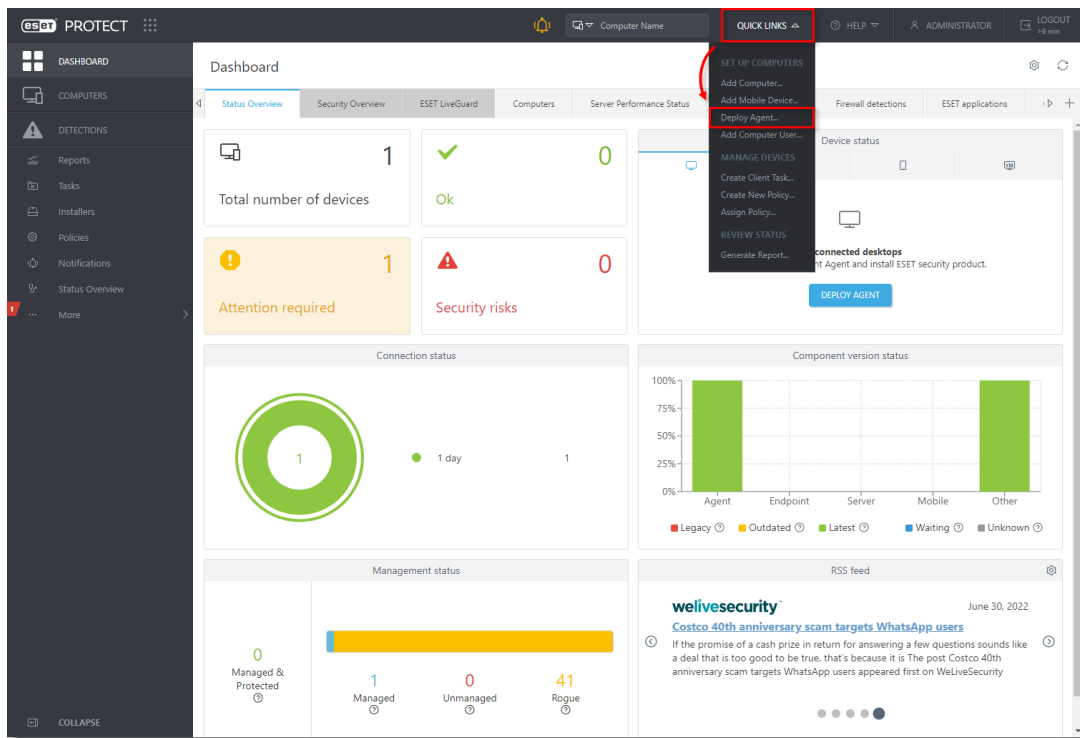 eset PROTECT
Computer Name
QUICK LINKS
HELP
ADMINISTRATOR
LOGOUT
>9 min
DASHBOARD
COMPUTERS
DETECTIONS
Reports
Tasks
Installers
Policies
Notifications
Status Overview
1
More
COLLAPSE
SET UP COMPUTERS
Add Computer...
Add Mobile Device...
Deploy Agent...
Add Computer User...
MANAGE DEVICES
Create Client Task...
Create New Policy...
Assign Policy...
REVIEW STATUS
Generate Report...
Dashboard
Status Overview
Security Overview
ESET LiveGuard
Computers
Server Performance Status
Firewall detections
ESET applications
1
Total number of devices
0
Ok
1
Attention required
0
Security risks
Device status
connected desktops
nt Agent and install ESET security product.
DEPLOY AGENT
Connection status
1
1 day
1
Component version status
100%
75%
50%
25%
0%
Agent
Endpoint
Server
Mobile
Other
Legacy
Outdated
Latest
Waiting
Unknown
Management status
0
Managed &
Protected
1
Managed
0
Unmanaged
41
Rogue
RSS feed
welivesecurity
June 30, 2022
Costco 40th anniversary scam targets WhatsApp users
If the promise of a cash prize in return for answering a few questions sounds like
a deal that is too good to be true, that's because it is The post Costco 40th
anniversary scam targets WhatsApp users appeared first on WeLiveSecurity